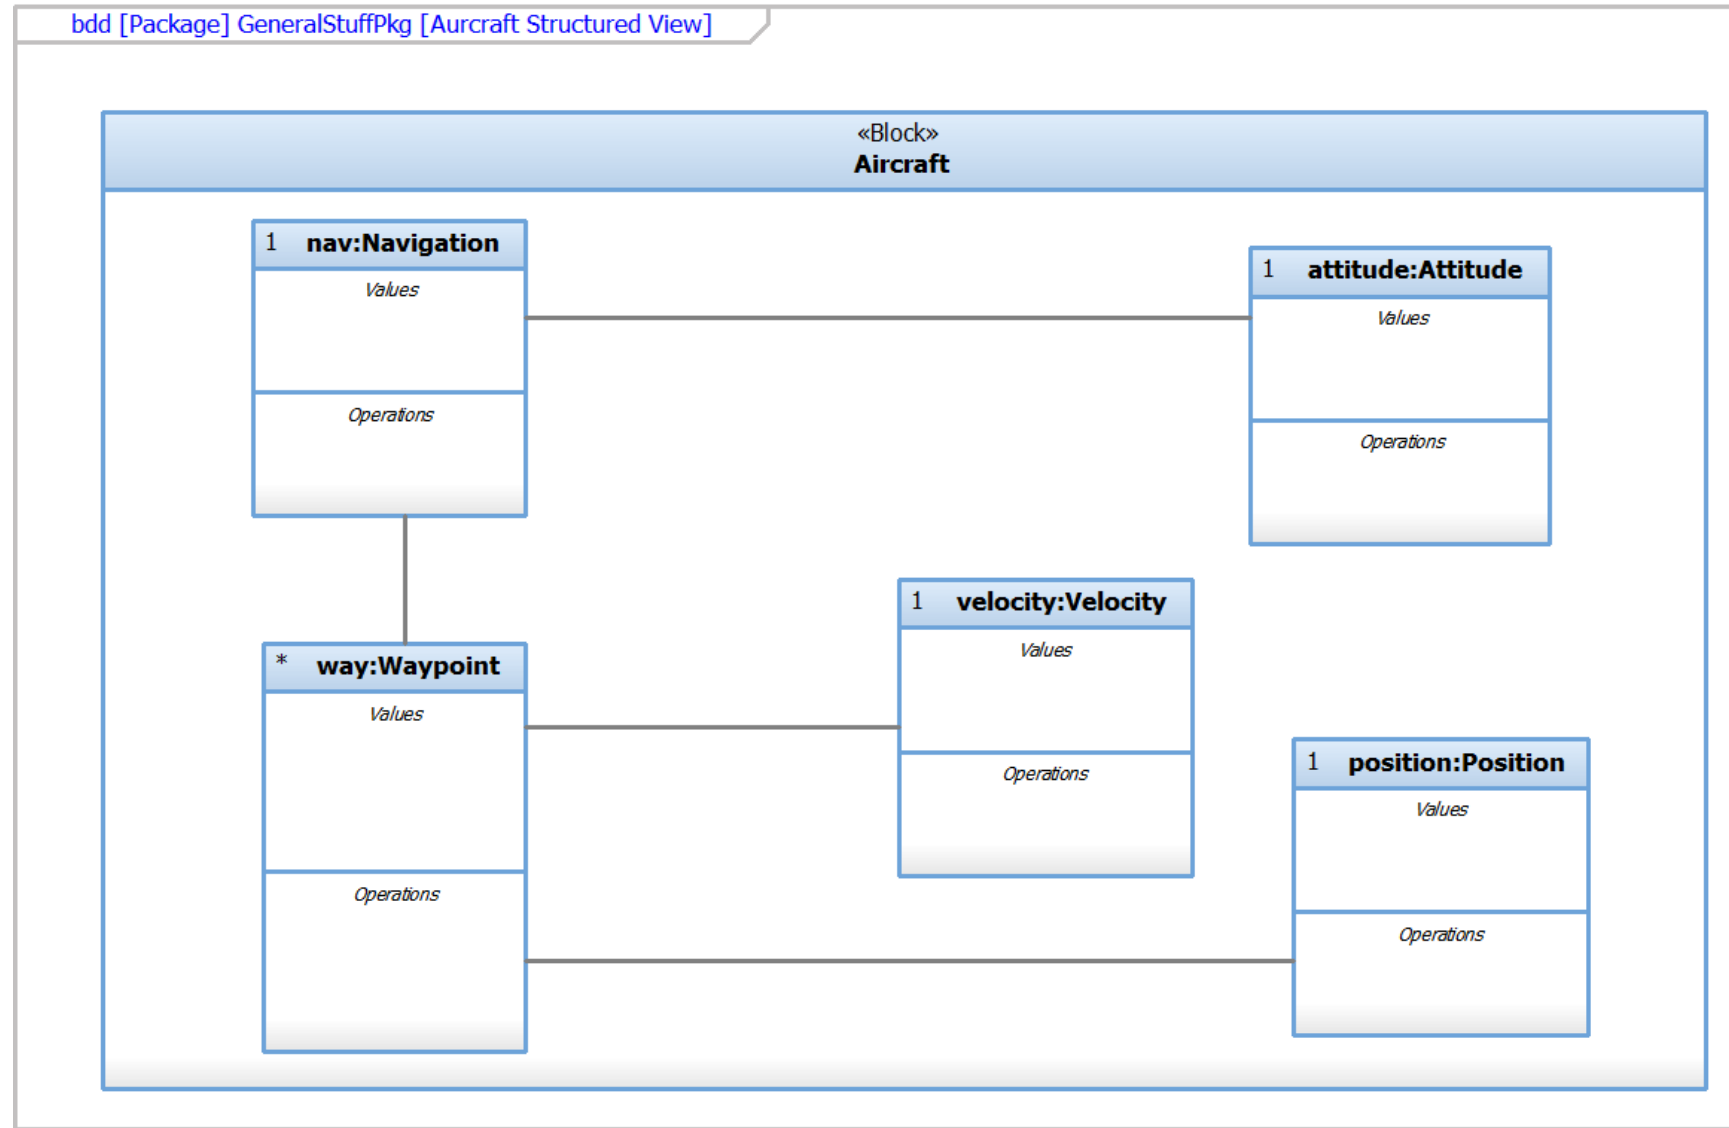 bdd [Package] GeneralStuffPkg [Aurcraft Structured View]
«Block»
Aircraft
1 nav:Navigation
Values
Operations
1 attitude:Attitude
Values
Operations
* way:Waypoint
Values
Operations
1 velocity:Velocity
Values
Operations
1 position:Position
Values
Operations